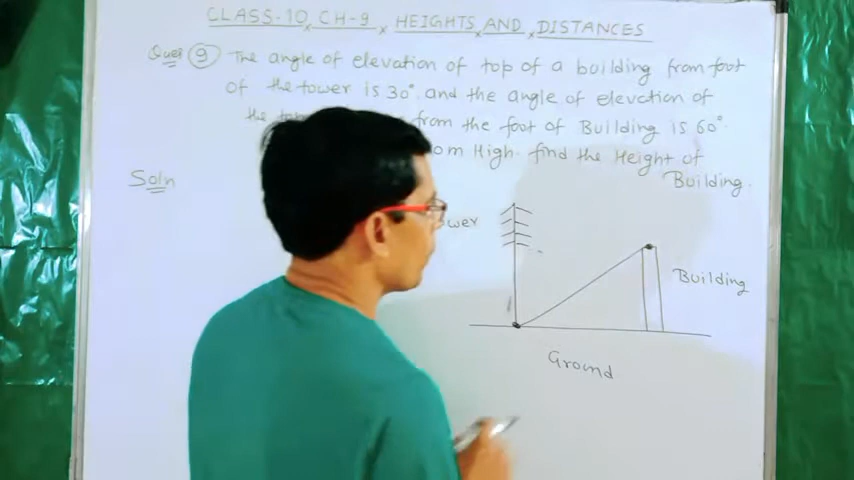 CLASS-10 CH-9 HEIGHTS AND DISTANCES
Ques 9 The angle of elevation of top of a building from foot
of the tower is 30° and the angle of elevation of
the from the foot of Building is 60°.
High. find the Height of
Building.
Soln
Building
Ground